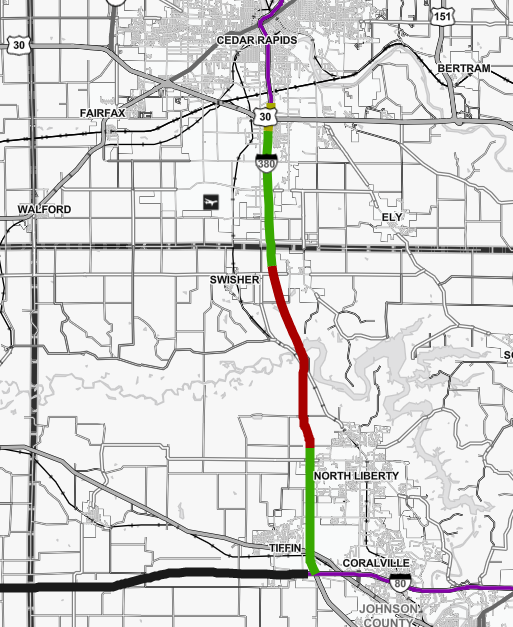 151
30
CEDAR RAPIDS
BERTRAM
FAIRFAX
30
380
WALFORD
ELY
SWISHER
NORTH LIBERTY
TIFFIN
CORALVILLE
80
JOHNSON
COUNTY